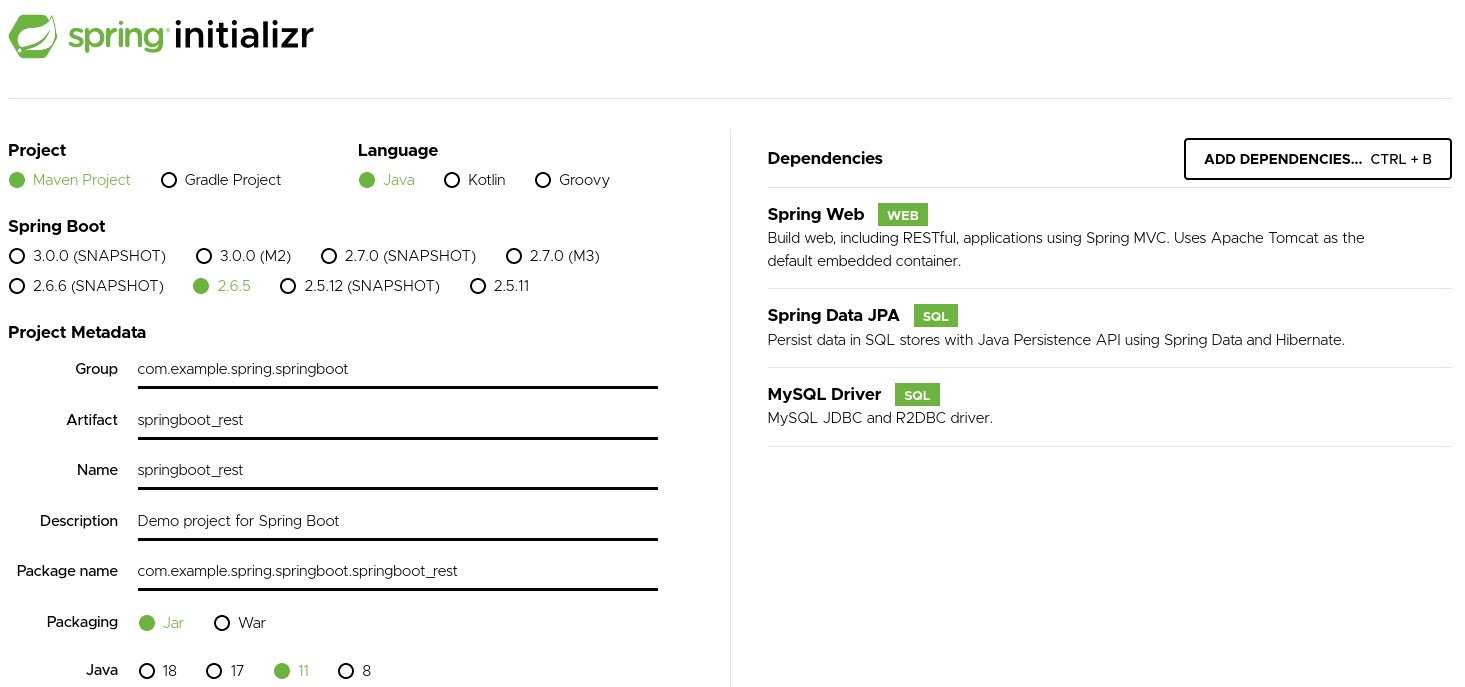 spring initializr
Project
Maven Project Gradle Project
Language
Java Kotlin Groovy
Spring Boot
3.0.0 (SNAPSHOT) 3.0.0 (M2) 2.7.0 (SNAPSHOT) 2.7.0 (M3)
2.6.6 (SNAPSHOT) 2.6.5 2.5.12 (SNAPSHOT) 2.5.11
Project Metadata
Group com.example.spring.springboot
Artifact springboot_rest
Name springboot_rest
Description Demo project for Spring Boot
Package name com.example.spring.springboot.springboot_rest
Packaging Jar War
Java 18 17 11 8
Dependencies ADD DEPENDENCIES... CTRL + B
Spring Web WEB
Build web, including RESTful, applications using Spring MVC. Uses Apache Tomcat as the
default embedded container.
Spring Data JPA SQL
Persist data in SQL stores with Java Persistence API using Spring Data and Hibernate.
MySQL Driver SQL
MySQL JDBC and R2DBC driver.